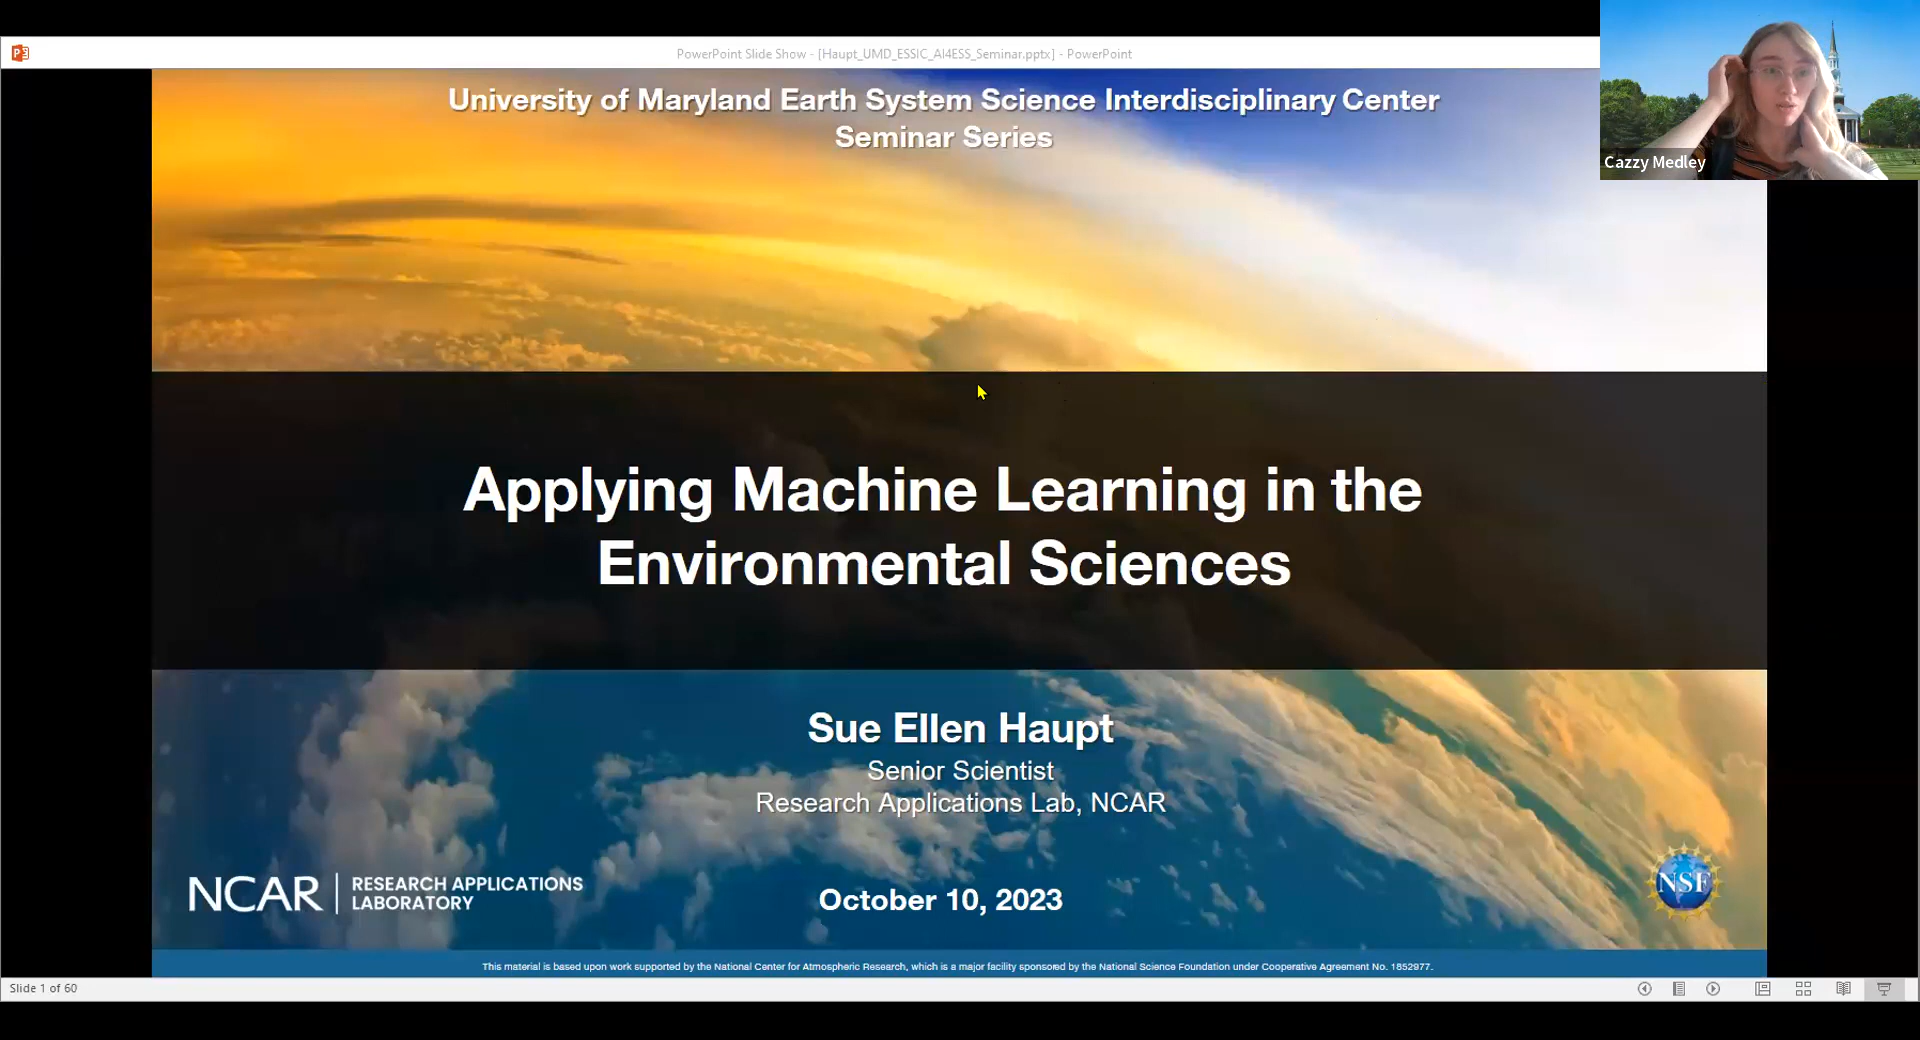 PowerPoint Slide Show - [Haupt_UMD_ESSIC_AI4ESS_Seminar.pptx] - PowerPoint
Cazzy Medley
University of Maryland Earth System Science Interdisciplinary Center
Seminar Series
Applying Machine Learning in the
Environmental Sciences
Sue Ellen Haupt
Senior Scientist
Research Applications Lab, NCAR
NCAR
RESEARCH APPLICATIONS
LABORATORY
October 10, 2023
NSF
This material is based upon work supported by the National Center for Atmospheric Research, which is a major facility sponsored by the National Science Foundation under Cooperative Agreement No. 1852977.
Slide 1 of 60